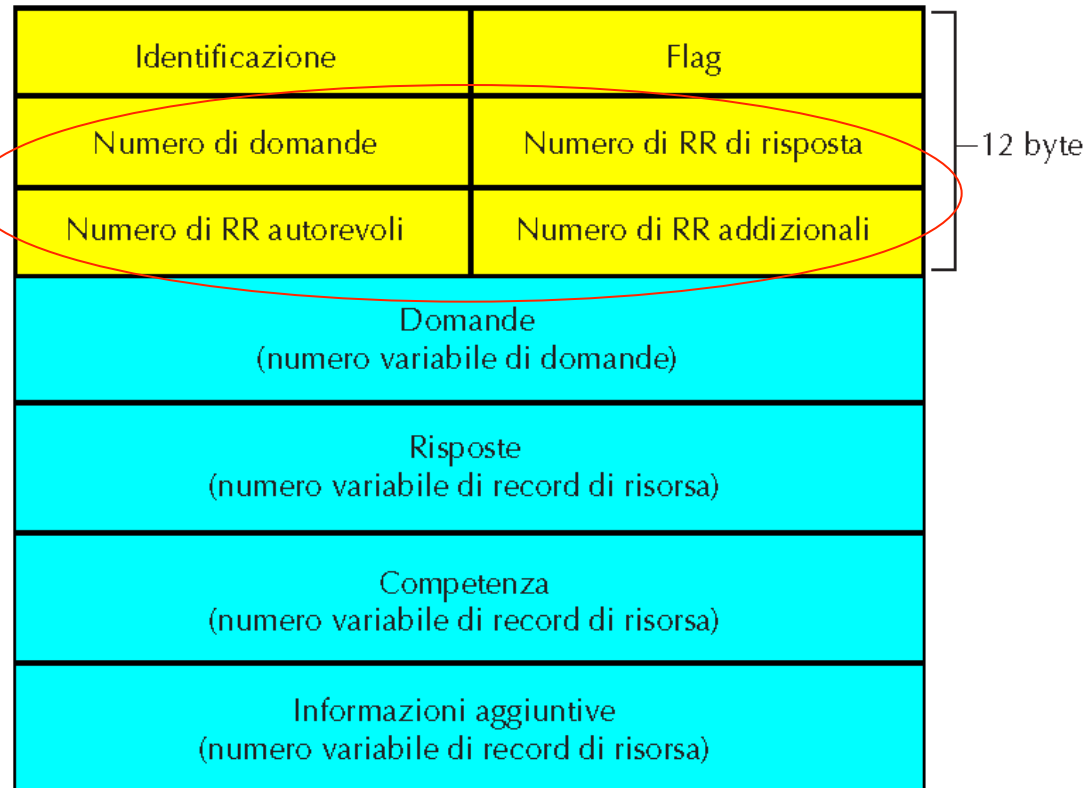 Identificazione
Flag
Numero di domande
Numero di RR di risposta
12 byte
Numero di RR autorevoli
Numero di RR addizionali
Domande
(numero variabile di domande)
Risposte
(numero variabile di record di risorsa)
Competenza
(numero variabile di record di risorsa)
Informazioni aggiuntive
(numero variabile di record di risorsa)